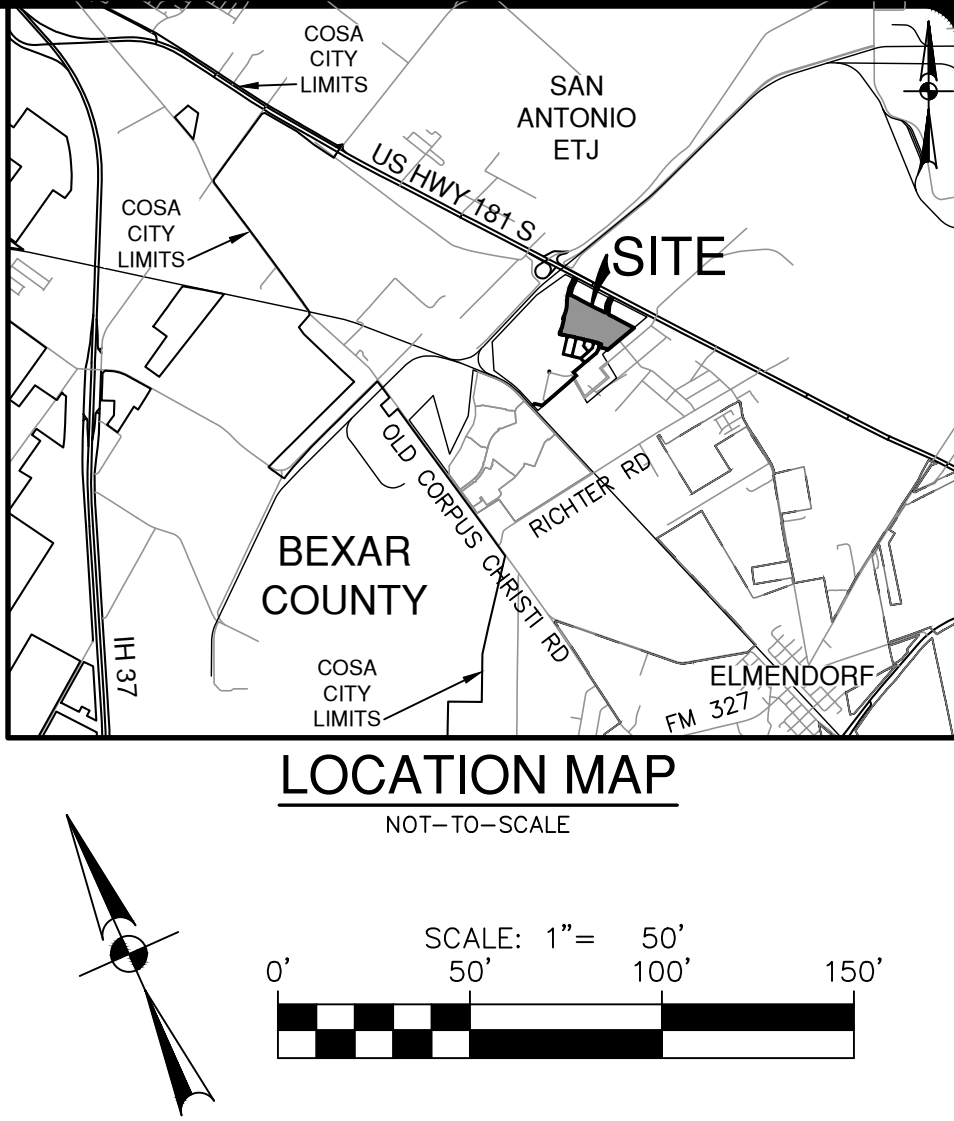 COSA
CITY
LIMITS
SAN
ANTONIO
ETJ
US HWY 181 S
COSA
CITY
LIMITS
SITE
OLD CORPUS CHRISTI RD
RICHTER RD
BEXAR
COUNTY
IH 37
COSA
CITY
LIMITS
ELMENDORF
FM 327
LOCATION MAP
NOT-TO-SCALE
SCALE: 1"= 50'
0' 50' 100' 150'